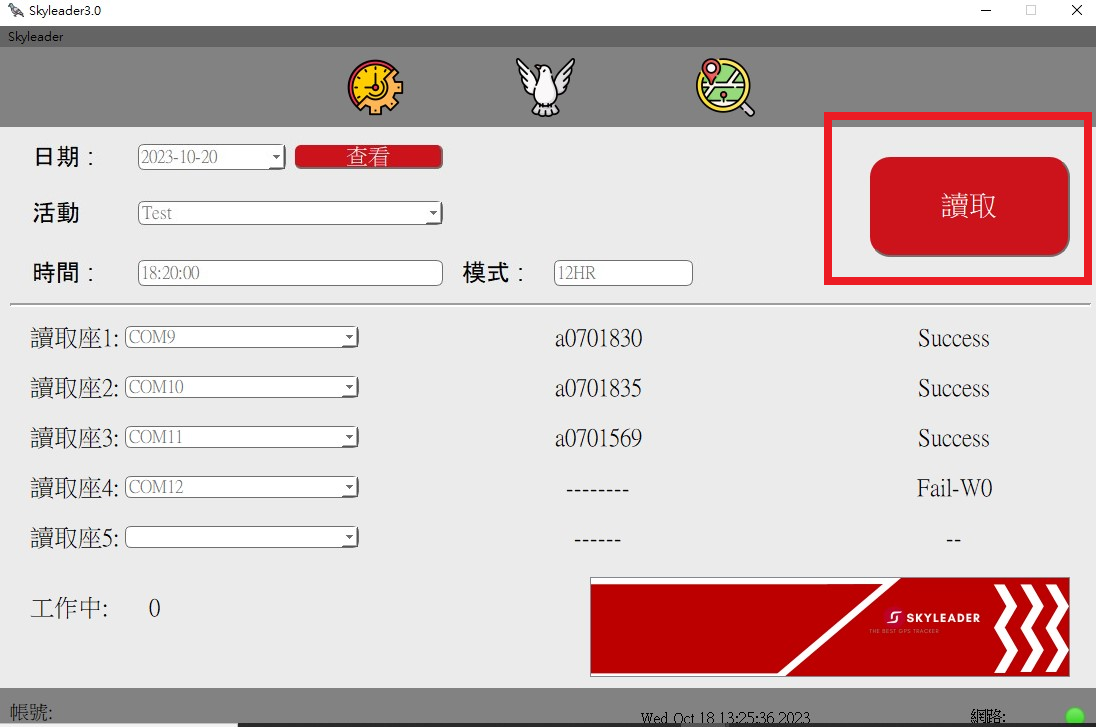 Skyleader3.0
Skyleader
日期：
2023-10-20
查看
讀取
活動
Test
時間：
18:20:00
模式：
12HR
讀取座1:
COM9
a0701830
Success
讀取座2:
COM10
a0701835
Success
讀取座3:
COM11
a0701569
Success
讀取座4:
COM12
--------
Fail-W0
讀取座5:
------
--
工作中:
0
SKYLEADER
THE BEST GPS TRACKER
帳號:
Wed Oct 18 13:25:36 2023
網路: